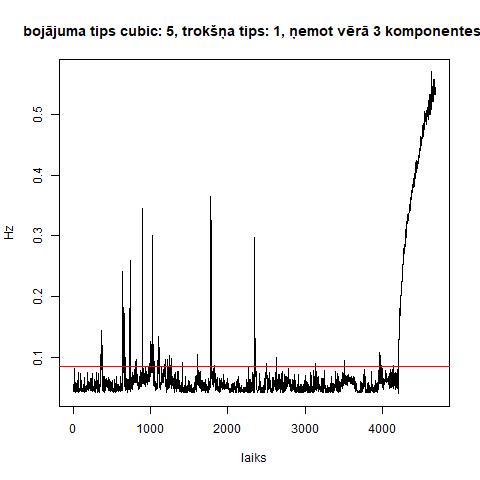 bojājuma tips cubic: 5, trokšņa tips: 1, ņemot vērā 3 komponentes
Hz
0.5
0.4
0.3
0.2
0.1
0 1000 2000 3000 4000
laiks